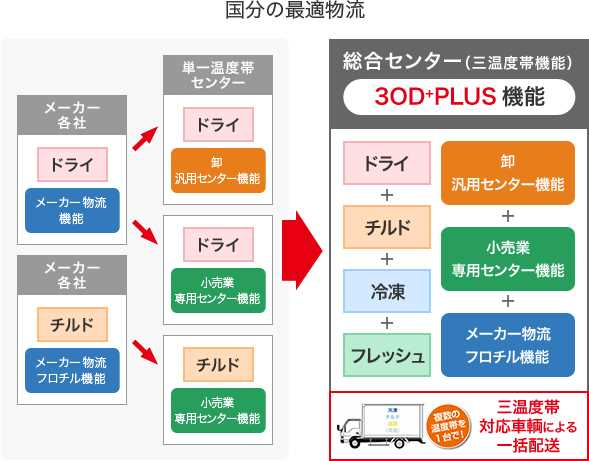 国分の最適物流
メーカー
各社
ドライ
メーカー物流
機能
メーカー
各社
チルド
メーカー物流
フロチル機能
単一温度帯
センター
ドライ
卸
汎用センター機能
ドライ
小売業
専用センター機能
チルド
小売業
専用センター機能
総合センター(三温度帯機能)
3OD+PLUS 機能
ドライ
+
チルド
+
冷凍
+
フレッシュ
卸
汎用センター機能
+
小売業
専用センター機能
+
メーカー物流
フロチル機能
冷凍
チルド
複数の
温度帯を
1台で!
三温度帯
対応車輌による
一括配送